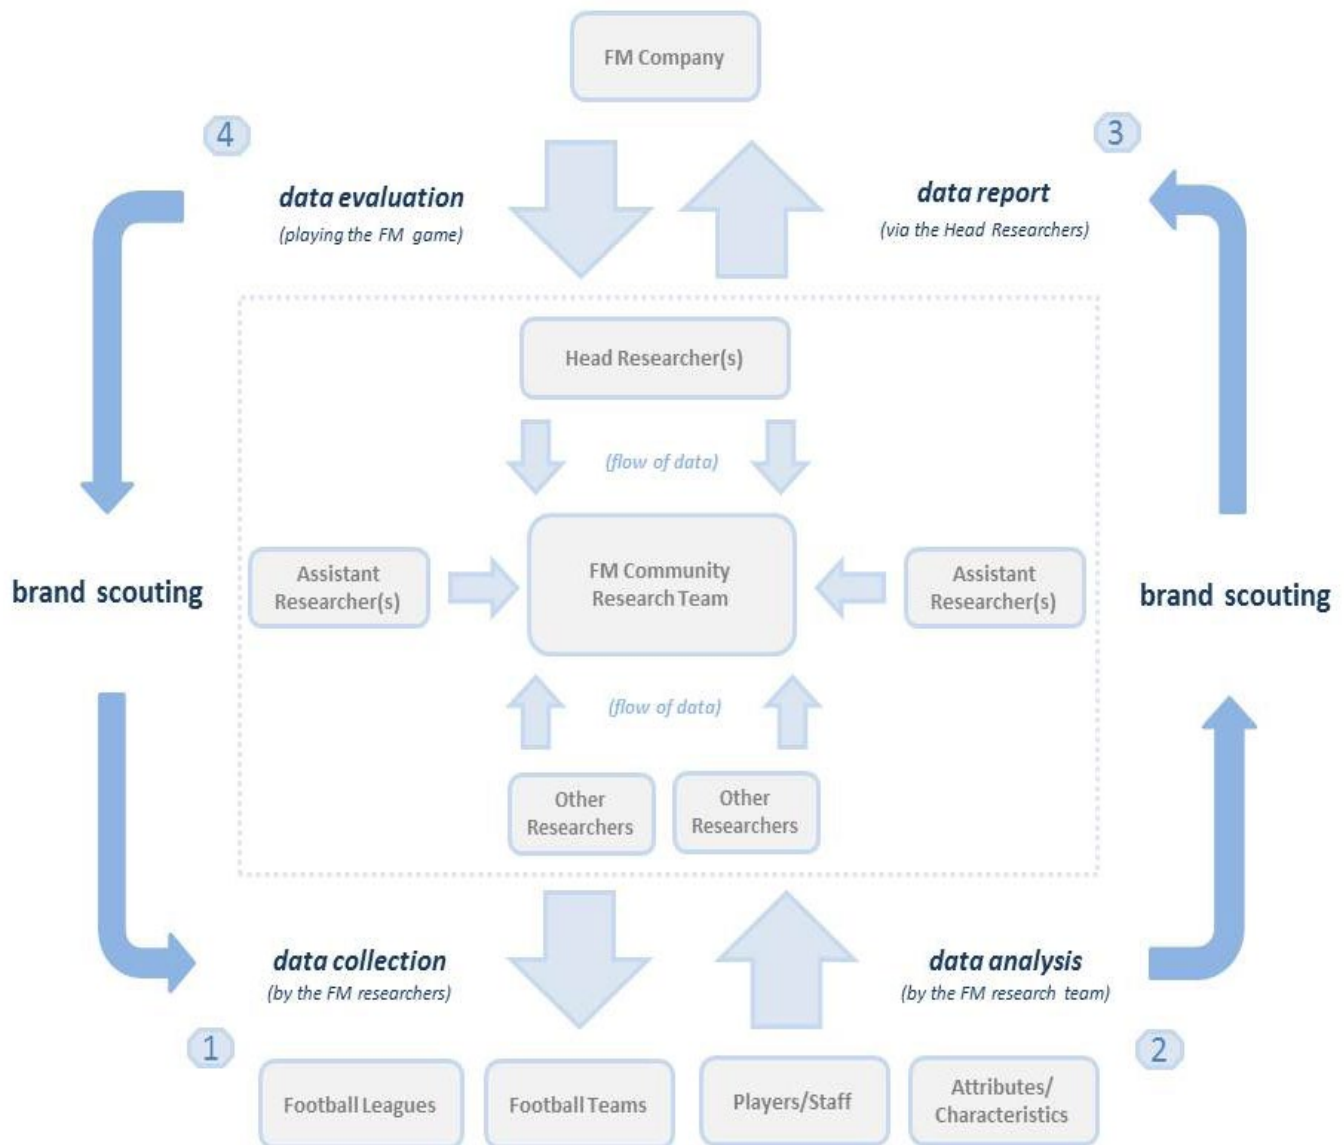 FM Company
4
3
data evaluation
(playing the FM game)
data report
(via the Head Researchers)
Head Researcher(s)
(flow of data)
brand scouting
Assistant
Researcher(s)
FM Community
Research Team
Assistant
Researcher(s)
brand scouting
(flow of data)
Other
Researchers
Other
Researchers
data collection
(by the FM researchers)
data analysis
(by the FM research team)
1
2
Football Leagues
Football Teams
Players/Staff
Attributes/
Characteristics